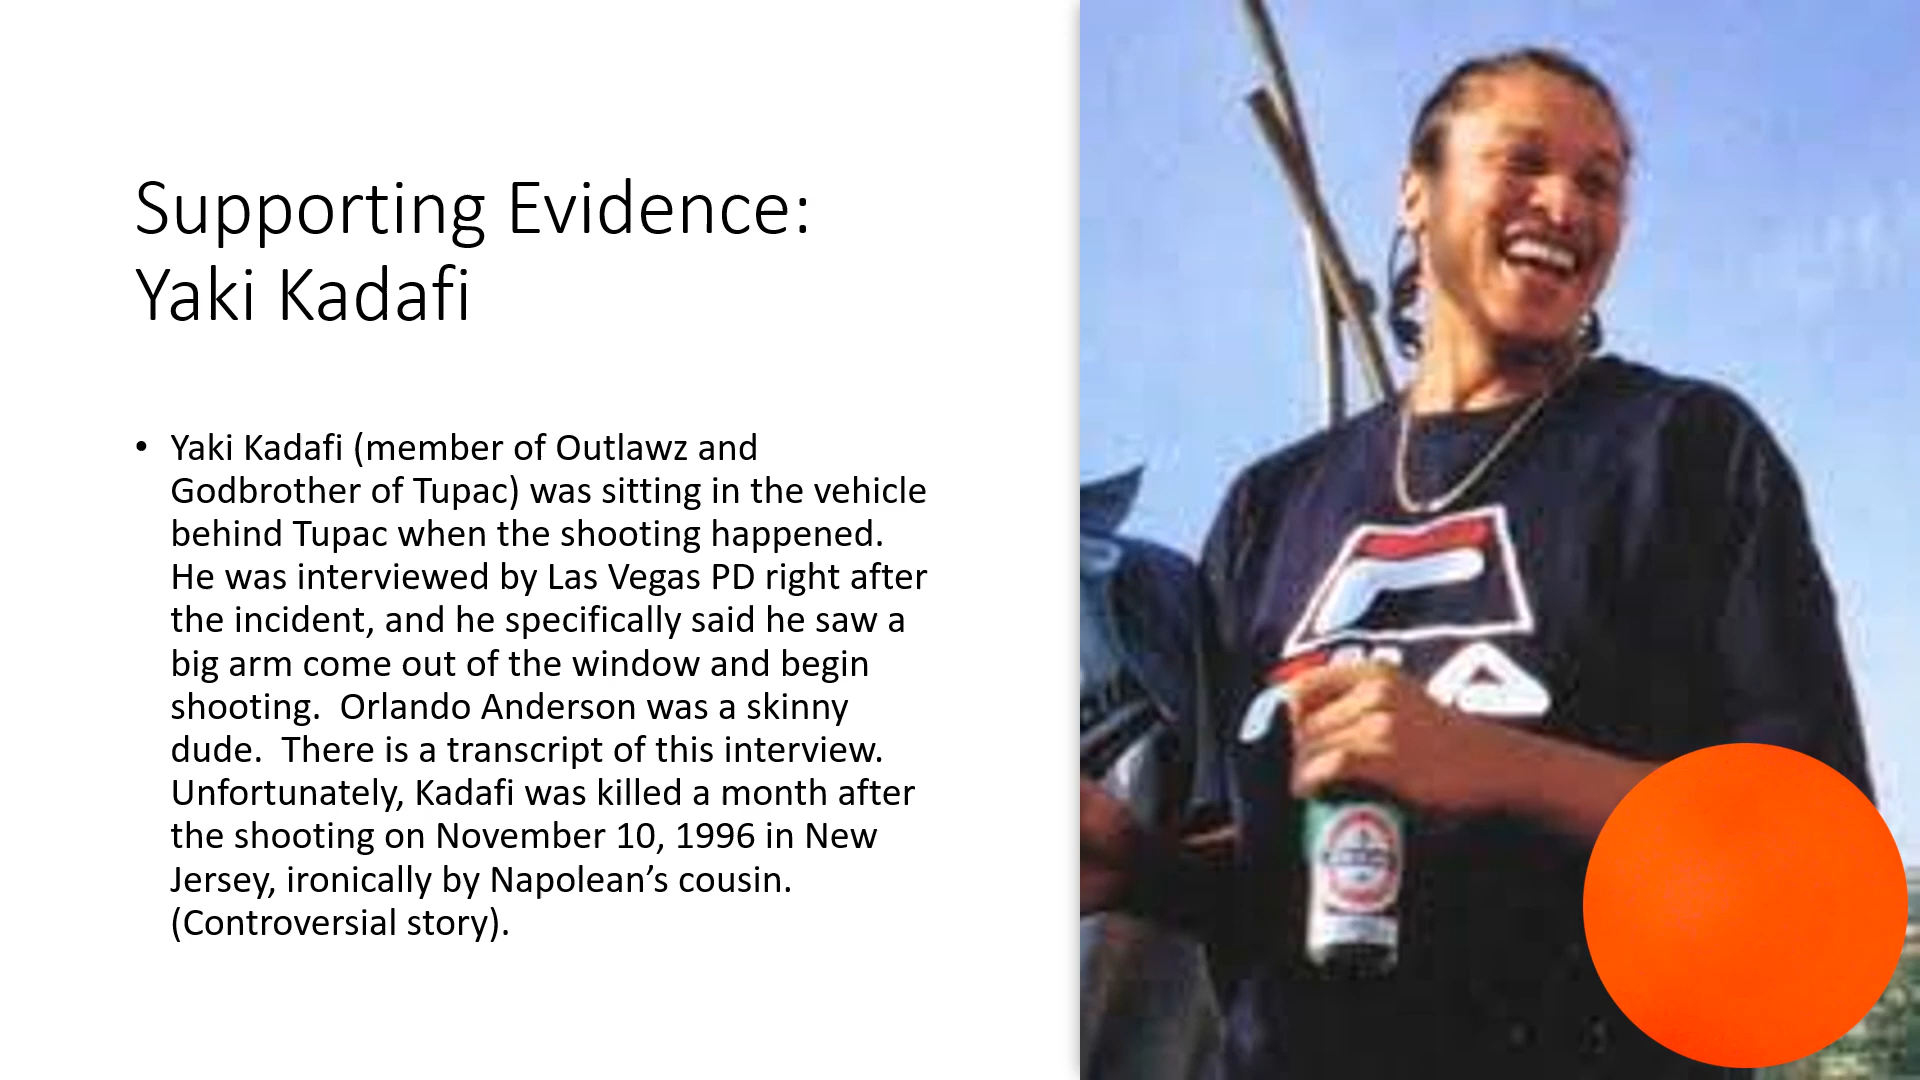 Supporting Evidence:
Yaki Kadafi
• Yaki Kadafi (member of Outlawz and
Godbrother of Tupac) was sitting in the vehicle
behind Tupac when the shooting happened.
He was interviewed by Las Vegas PD right after
the incident, and he specifically said he saw a
big arm come out of the window and begin
shooting.  Orlando Anderson was a skinny
dude.  There is a transcript of this interview.
Unfortunately, Kadafi was killed a month after
the shooting on November 10, 1996 in New
Jersey, ironically by Napolean’s cousin.
(Controversial story).